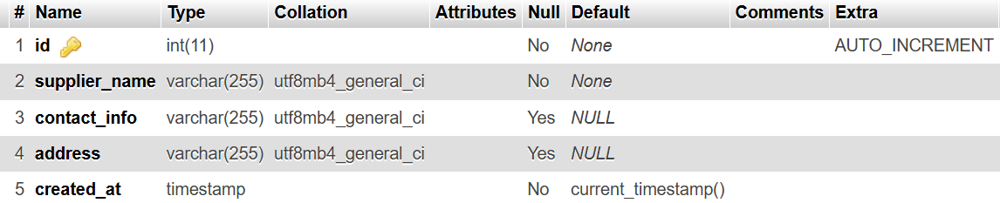 # Name Type Collation Attributes Null Default Comments Extra
1 id int(11) No None AUTO_INCREMENT
2 supplier_name varchar(255) utf8mb4_general_ci No None
3 contact_info varchar(255) utf8mb4_general_ci Yes NULL
4 address varchar(255) utf8mb4_general_ci Yes NULL
5 created_at timestamp No current_timestamp()